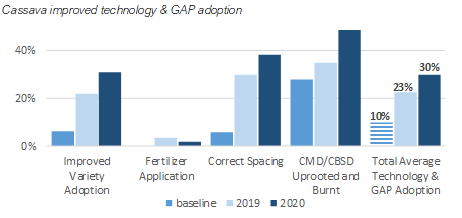 Cassava improved technology & GAP adoption
40%
20%
0%
10%
23%
30%
Improved
Variety
Adoption
Fertilizer
Application
Correct Spacing
CMD/CBSD
Uprooted and
Burnt
Total Average
Technology &
GAP Adoption
baseline 2019 2020